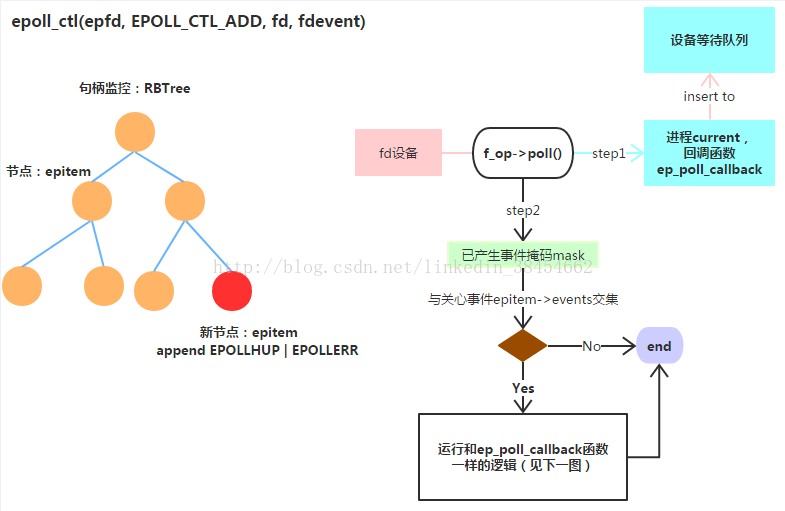 epoll_ctl(epfd, EPOLL_CTL_ADD, fd, fdevent)
句柄监控：RBTree
节点：epitem
新节点：epitem
append EPOLLHUP | EPOLLERR
fd设备
f_op->poll()
step1
进程current，
回调函数
ep_poll_callback
insert to
设备等待队列
step2
已产生事件掩码mask
http://blog.csdn.net/linkedin_38454662
与关心事件epitem->events交集
No
end
Yes
运行和ep_poll_callback函数
一样的逻辑（见下一图）